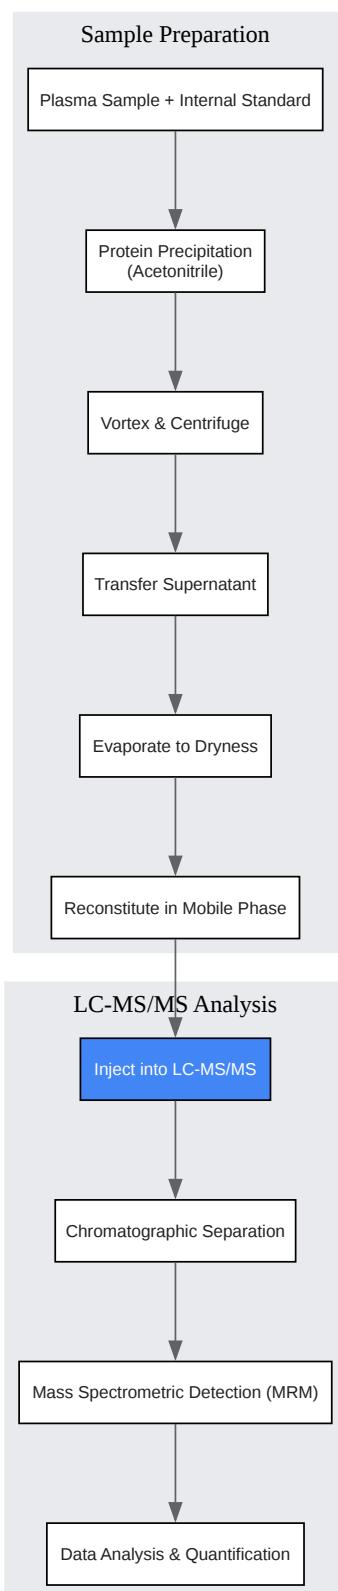 Sample Preparation
Plasma Sample + Internal Standard
Protein Precipitation
(Acetonitrile)
Vortex & Centrifuge
Transfer Supernatant
Evaporate to Dryness
Reconstitute in Mobile Phase
LC-MS/MS Analysis
Inject into LC-MS/MS
Chromatographic Separation
Mass Spectrometric Detection (MRM)
Data Analysis & Quantification